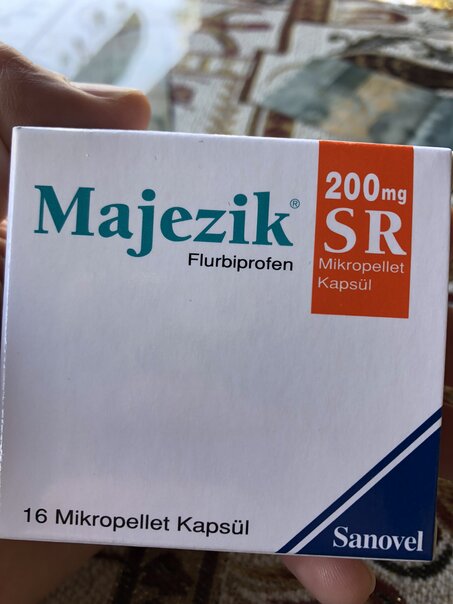 Majezik®
Flurbiprofen
200mg
SR
Mikropellet
Kapsül
16 Mikropellet Kapsül
Sanovel